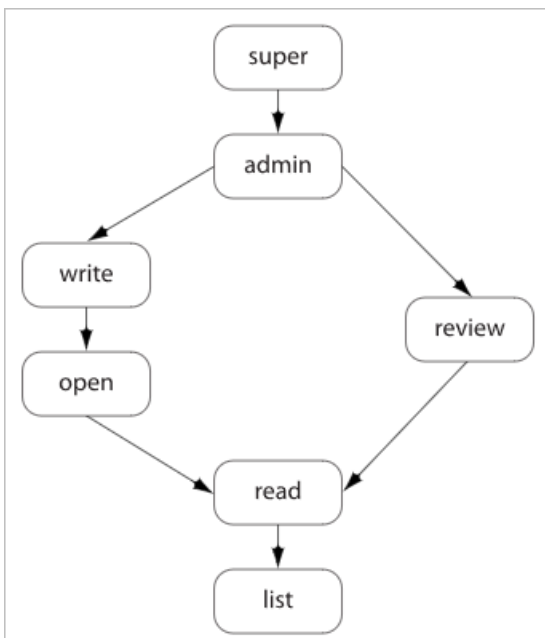 super
admin
write
review
open
read
list